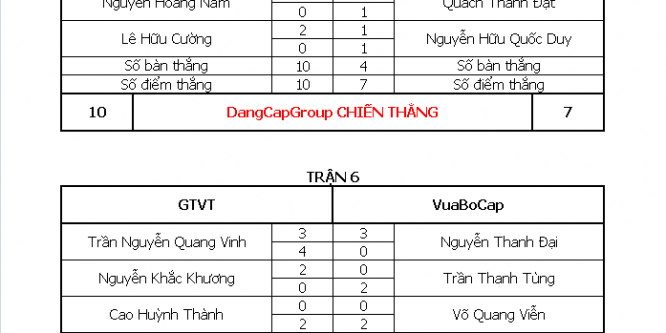 Nguyễn Hoàng Nam Quách Thanh Đạt
0 1
Lê Hữu Cường 2 1 Nguyễn Hữu Quốc Duy
0 1
Số bàn thắng 10 4 Số bàn thắng
Số điểm thắng 10 7 Số điểm thắng
10 DangCapGroup CHIẾN THẮNG 7
TRẬN 6
GTVT VuaBoCap
Trần Nguyễn Quang Vinh 3 3 Nguyễn Thanh Đại
4 0
Nguyễn Khắc Khương 2 0 Trần Thanh Tùng
0 2
Cao Huỳnh Thành 0 0 Võ Quang Viễn
2 2